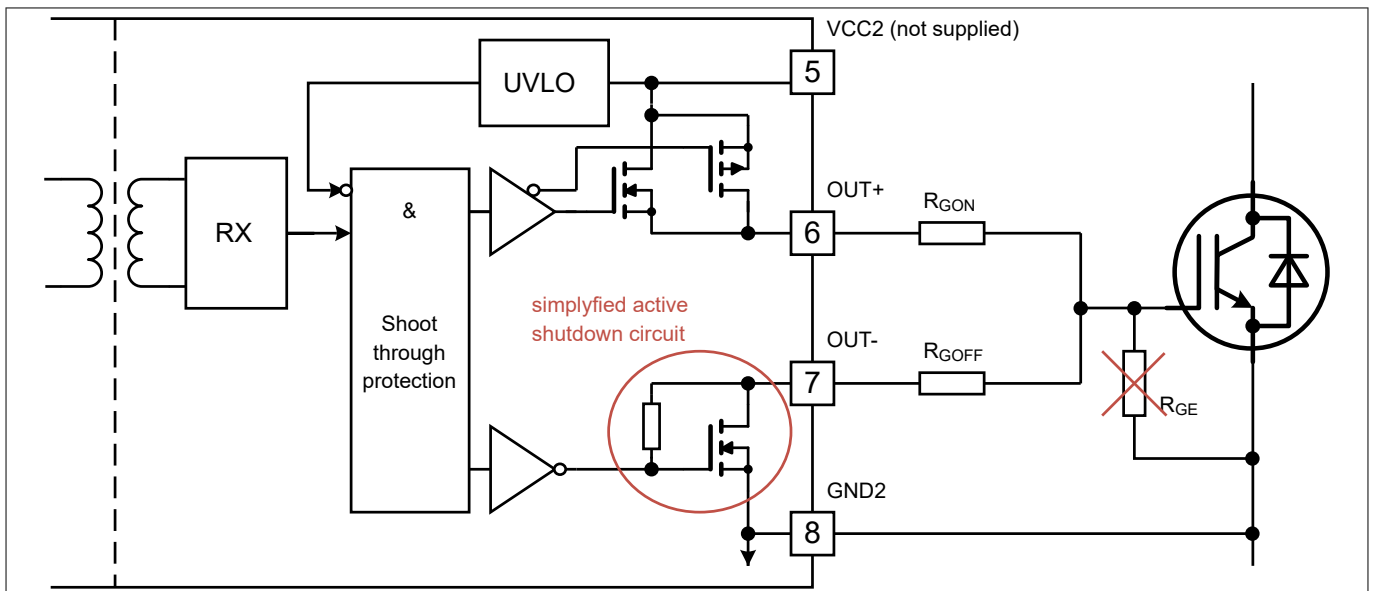 VCC2 (not supplied)
5
UVLO
RX
&
OUT+
6
RGON
simplyfied active
shutdown circuit
Shoot
through
protection
OUT-
7
RGOFF
RGE
GND2
8